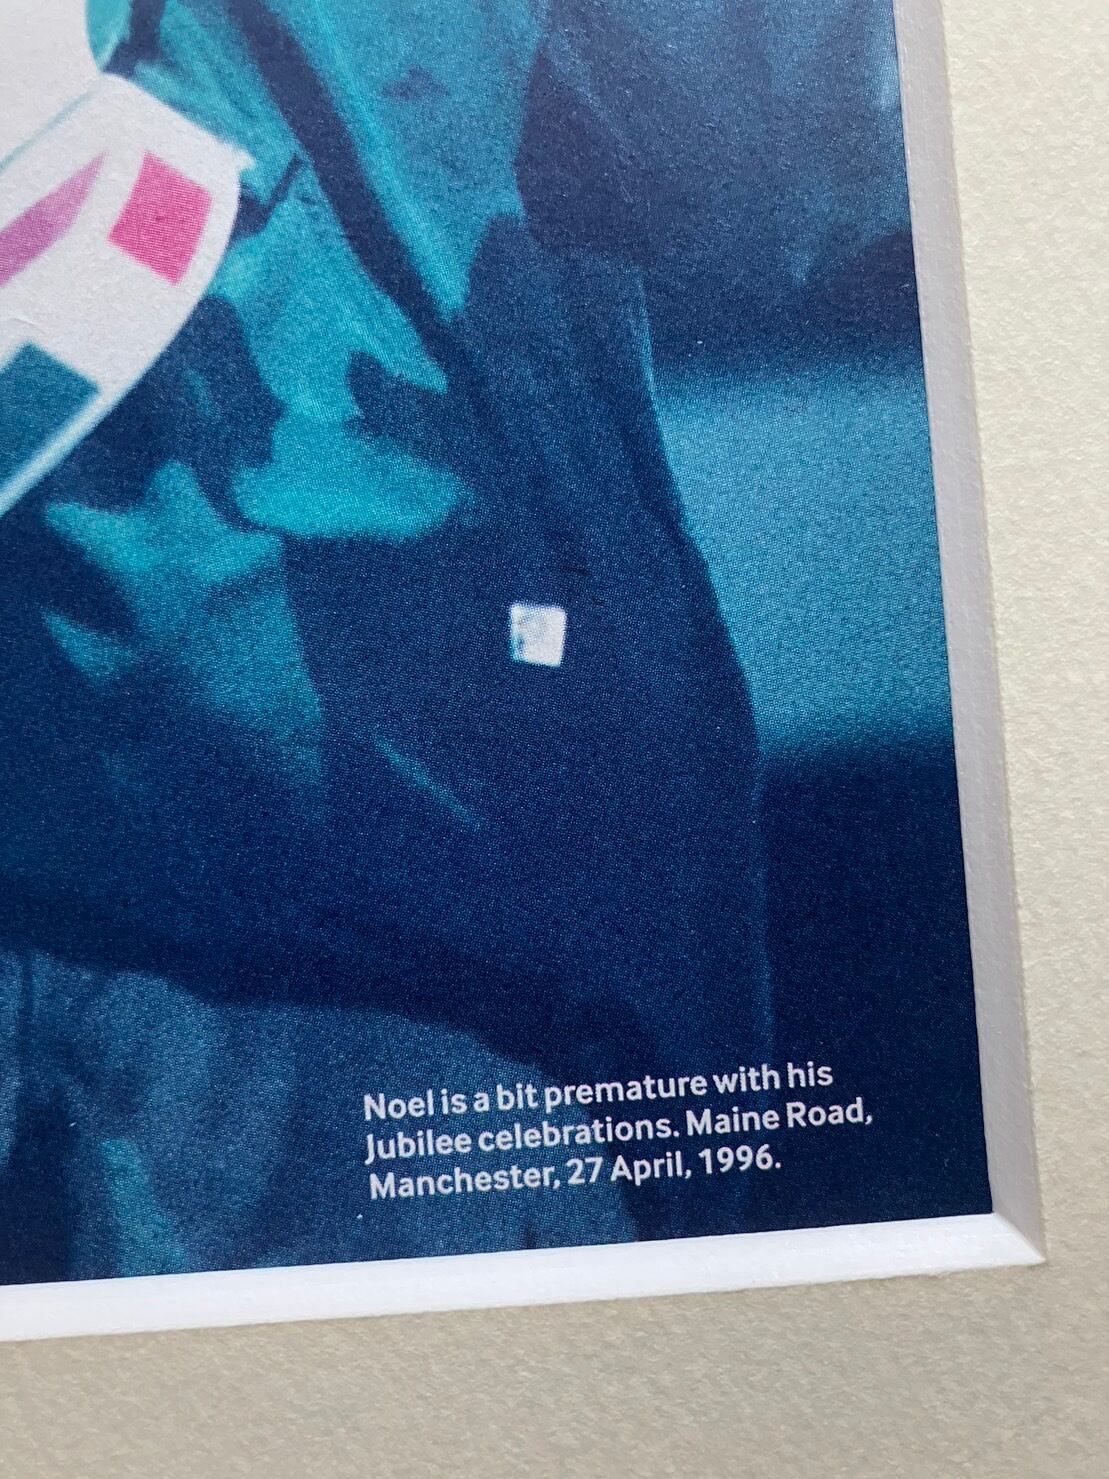 Noel is a bit premature with his
Jubilee celebrations. Maine Road,
Manchester, 27 April, 1996.